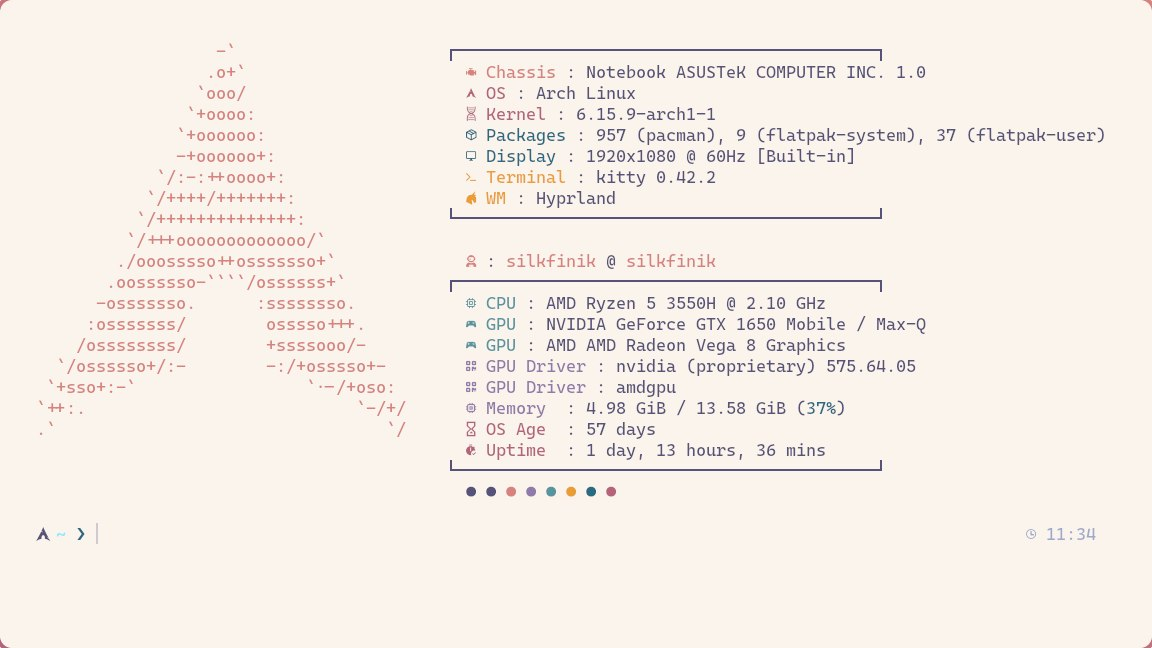 -`
.o+`
`ooo/
`+oooo:
`+oooooo:
-+oooooo+:
`/:-:++oooo+:
`/++++/+++++++:
`/++++++++++++++:
`/+++ooooooooooooo/`
./ooosssso++osssssso+`
.oossssso-````/ossssss+`
-osssssso.      :ssssssso.
:osssssss/        osssso+++.
/ossssssss/        +ssssooo/-
`/ossssso+/:-        -:/+osssso+-
`+sso+:-`                 `.-/+oso:
`++:.                           `-/+/
.`                                 `/
Chassis : Notebook ASUSTeK COMPUTER INC. 1.0
OS : Arch Linux
Kernel : 6.15.9-arch1-1
Packages : 957 (pacman), 9 (flatpak-system), 37 (flatpak-user)
Display : 1920x1080 @ 60Hz [Built-in]
Terminal : kitty 0.42.2
WM : Hyprland
: silkfinik @ silkfinik
CPU : AMD Ryzen 5 3550H @ 2.10 GHz
GPU : NVIDIA GeForce GTX 1650 Mobile / Max-Q
GPU : AMD AMD Radeon Vega 8 Graphics
GPU Driver : nvidia (proprietary) 575.64.05
GPU Driver : amdgpu
Memory  : 4.98 GiB / 13.58 GiB (37%)
OS Age  : 57 days
Uptime  : 1 day, 13 hours, 36 mins
~ ❯
11:34